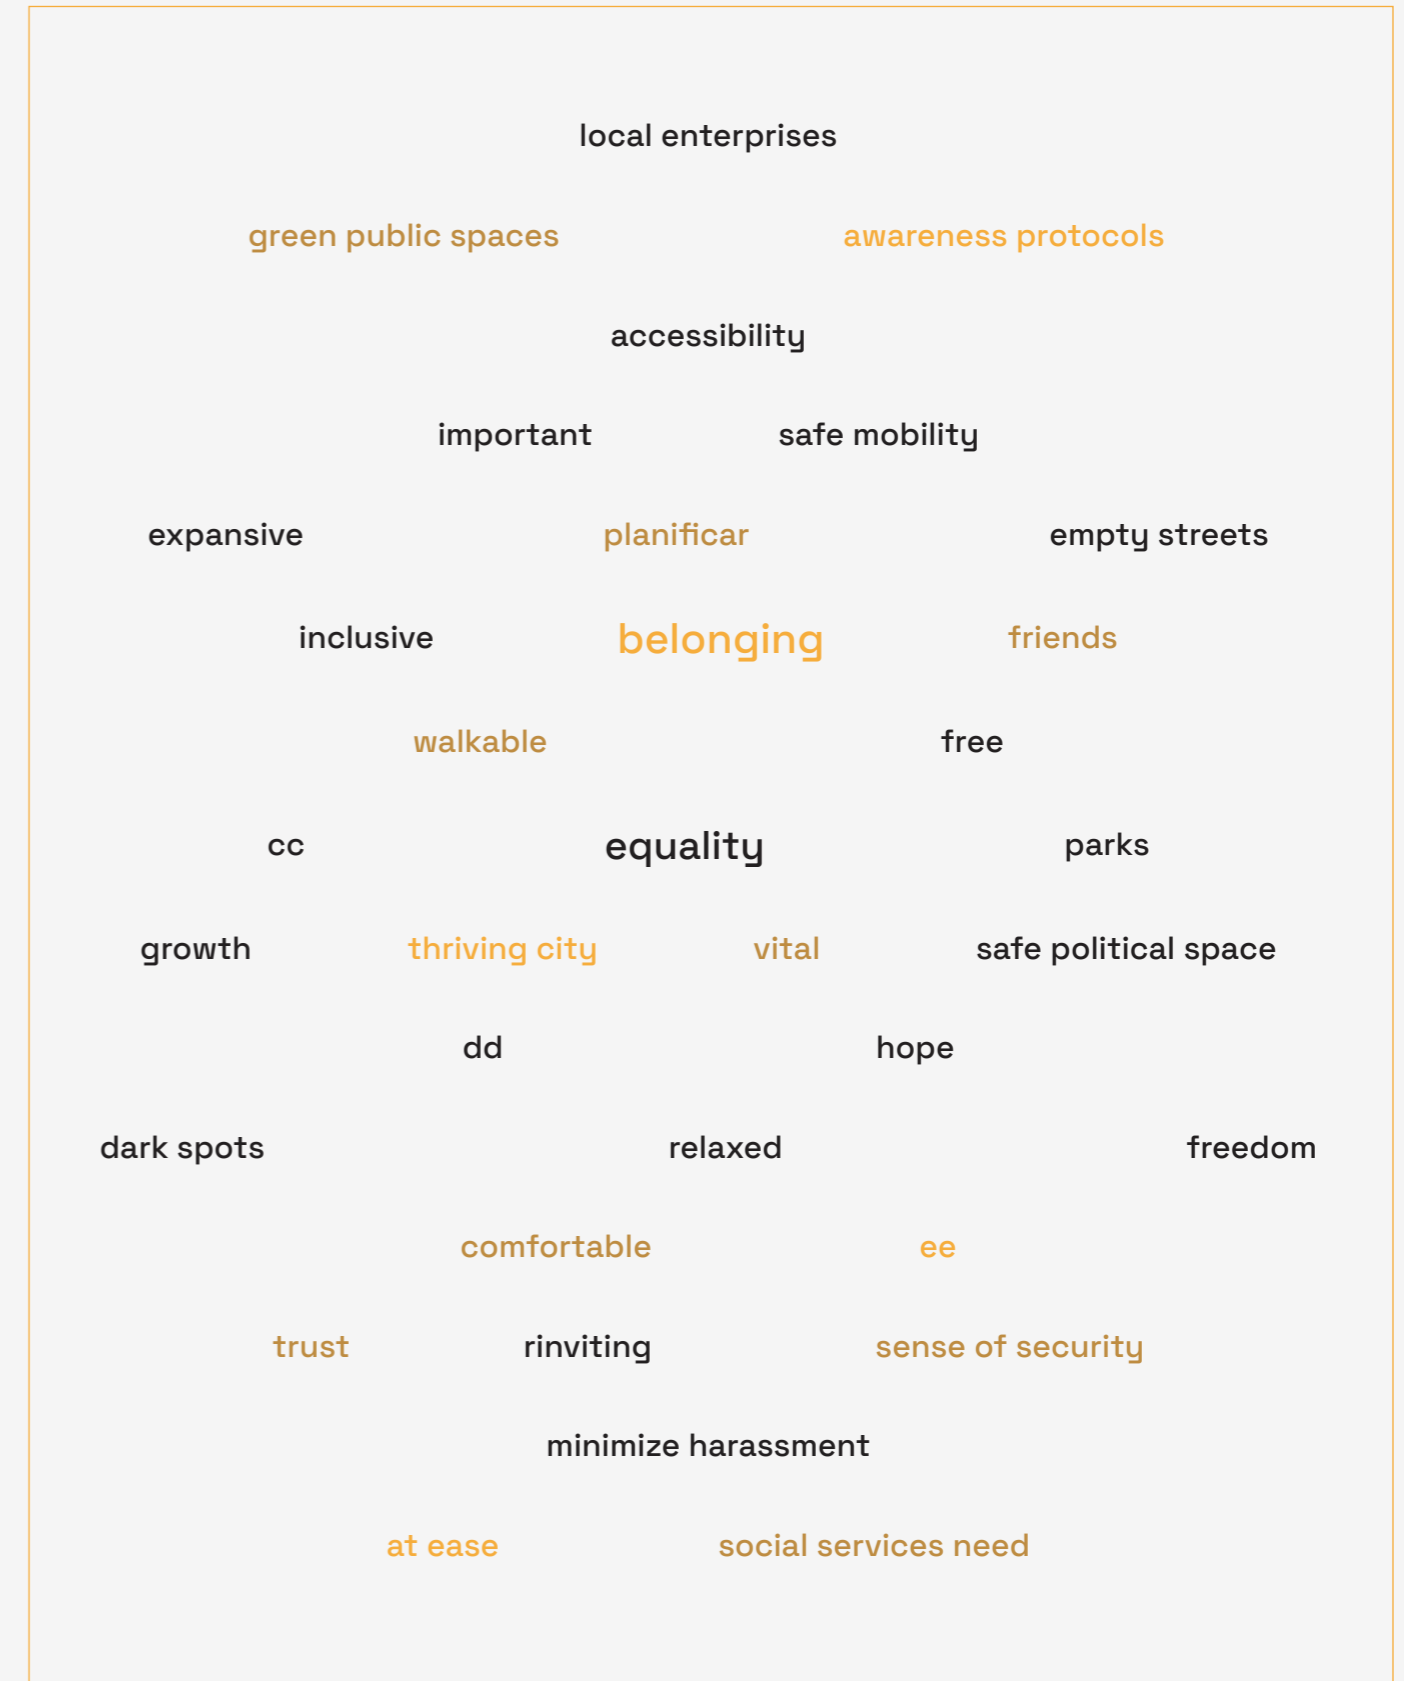 local enterprises
green public spaces awareness protocols
accessibility
important safe mobility
expansive planificar empty streets
inclusive belonging friends
walkable free
cc equality parks
growth thriving city vital safe political space
dd hope
dark spots relaxed freedom
comfortable ee
trust rinviting sense of security
minimize harassment
at ease social services need